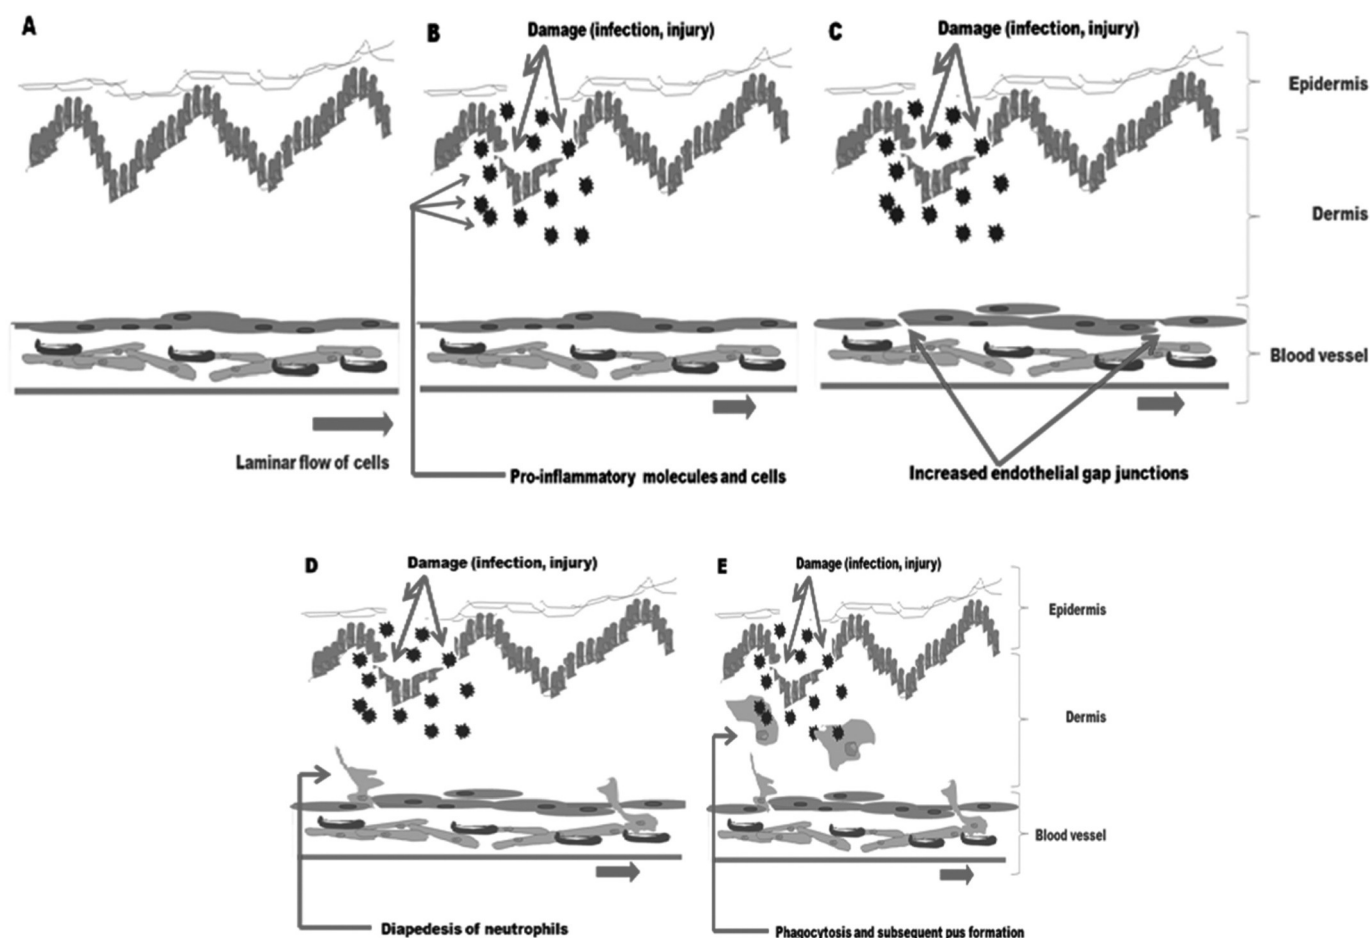 A
B
Damage (infection, injury)
C
Damage (infection, injury)
Epidermis
Dermis
Blood vessel
Laminar flow of cells
Pro-inflammatory molecules and cells
Increased endothelial gap junctions
D
Damage (infection, injury)
E
Damage (infection, injury)
Epidermis
Dermis
Blood vessel
Diapedesis of neutrophils
Phagocytosis and subsequent pus formation